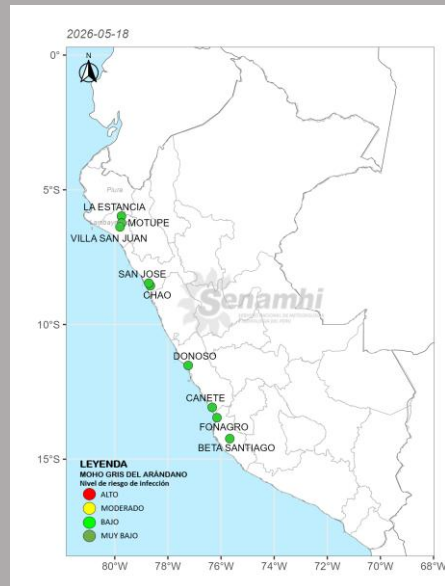 2026-05-18
N
0°
5°S
10°S
15°S
Piura
LA ESTANCIA
MOTUPE
VILLA SAN JUAN
SAN JOSE
CHAO
Senamhi
DONOSO
CANETE
FONAGRO
BETA SANTIAGO
LEYENDA
MOHO GRIS DEL ARÁNDANO
Nivel de riesgo de infección
ALTO
MODERADO
BAJO
MUY BAJO
80°W 78°W 76°W 74°W 72°W 70°W 68°W